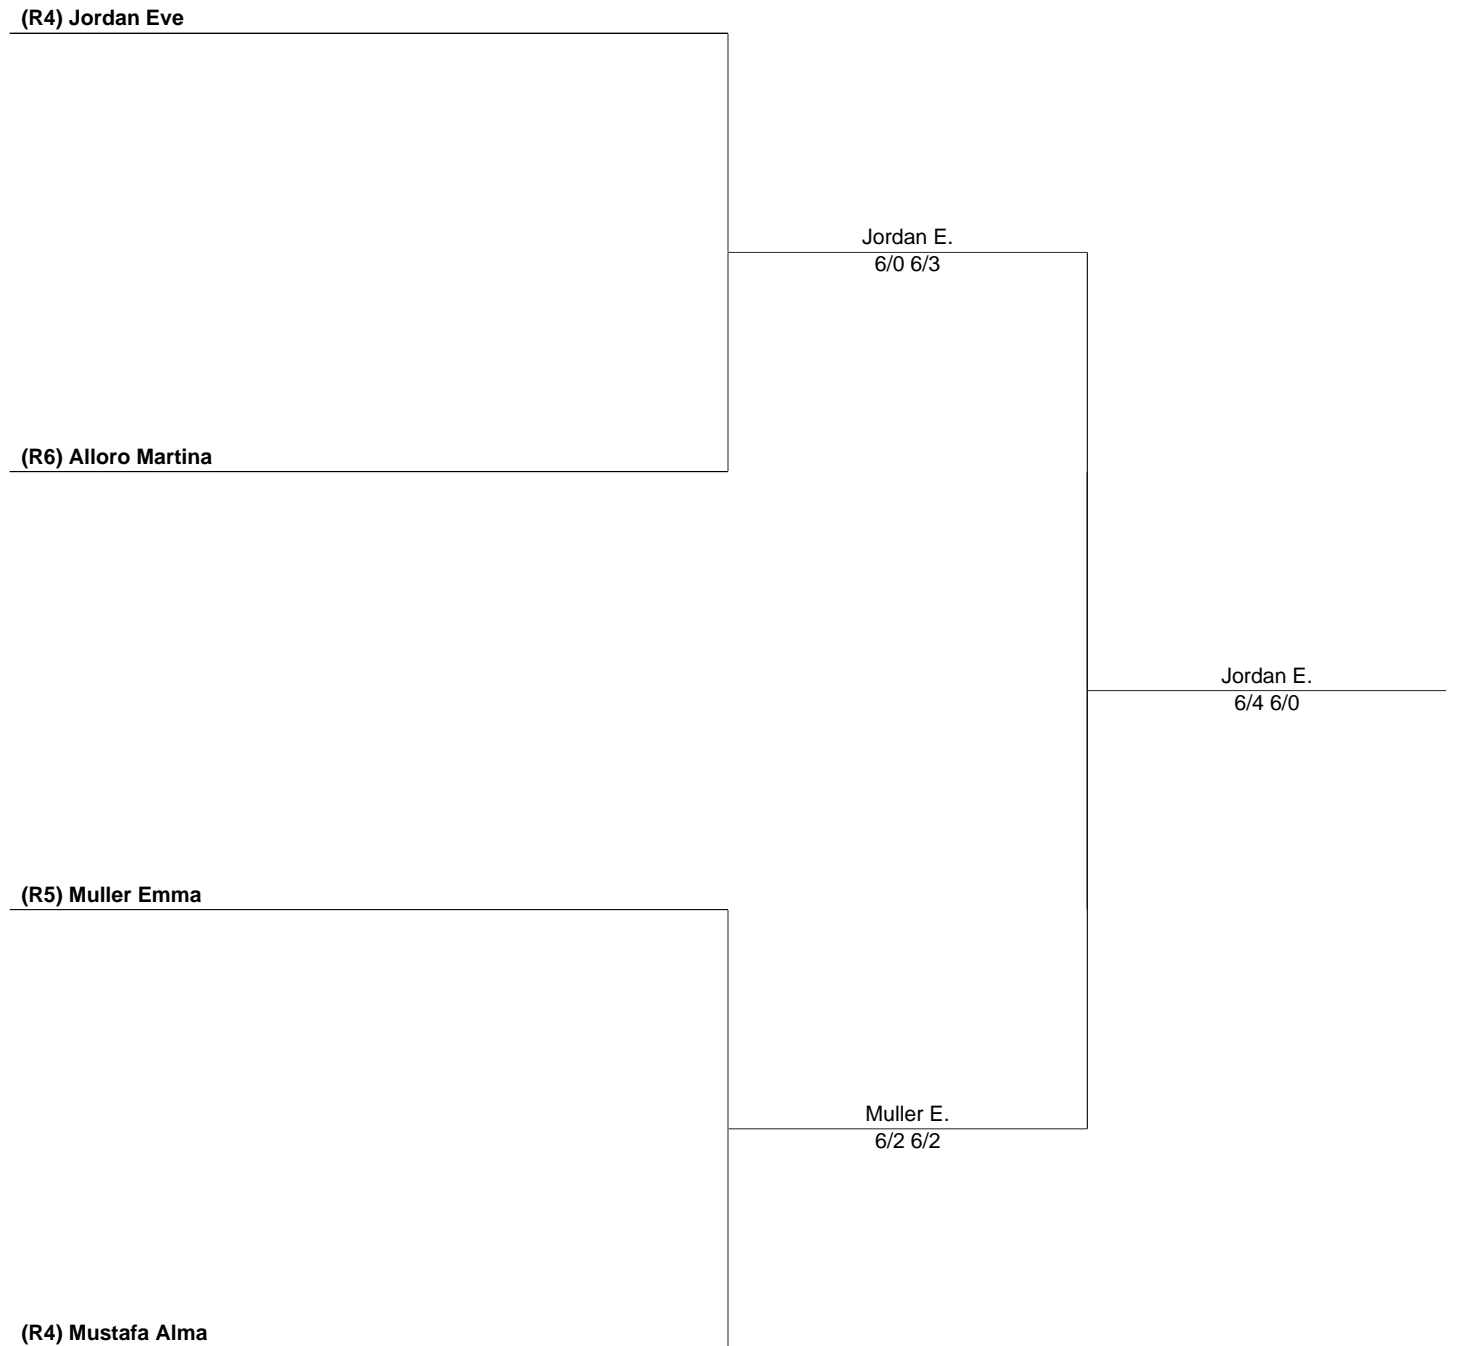 (R4) Jordan Eve
Jordan E.
6/0 6/3
(R6) Alloro Martina
Jordan E.
6/4 6/0
(R5) Muller Emma
Muller E.
6/2 6/2
(R4) Mustafa Alma